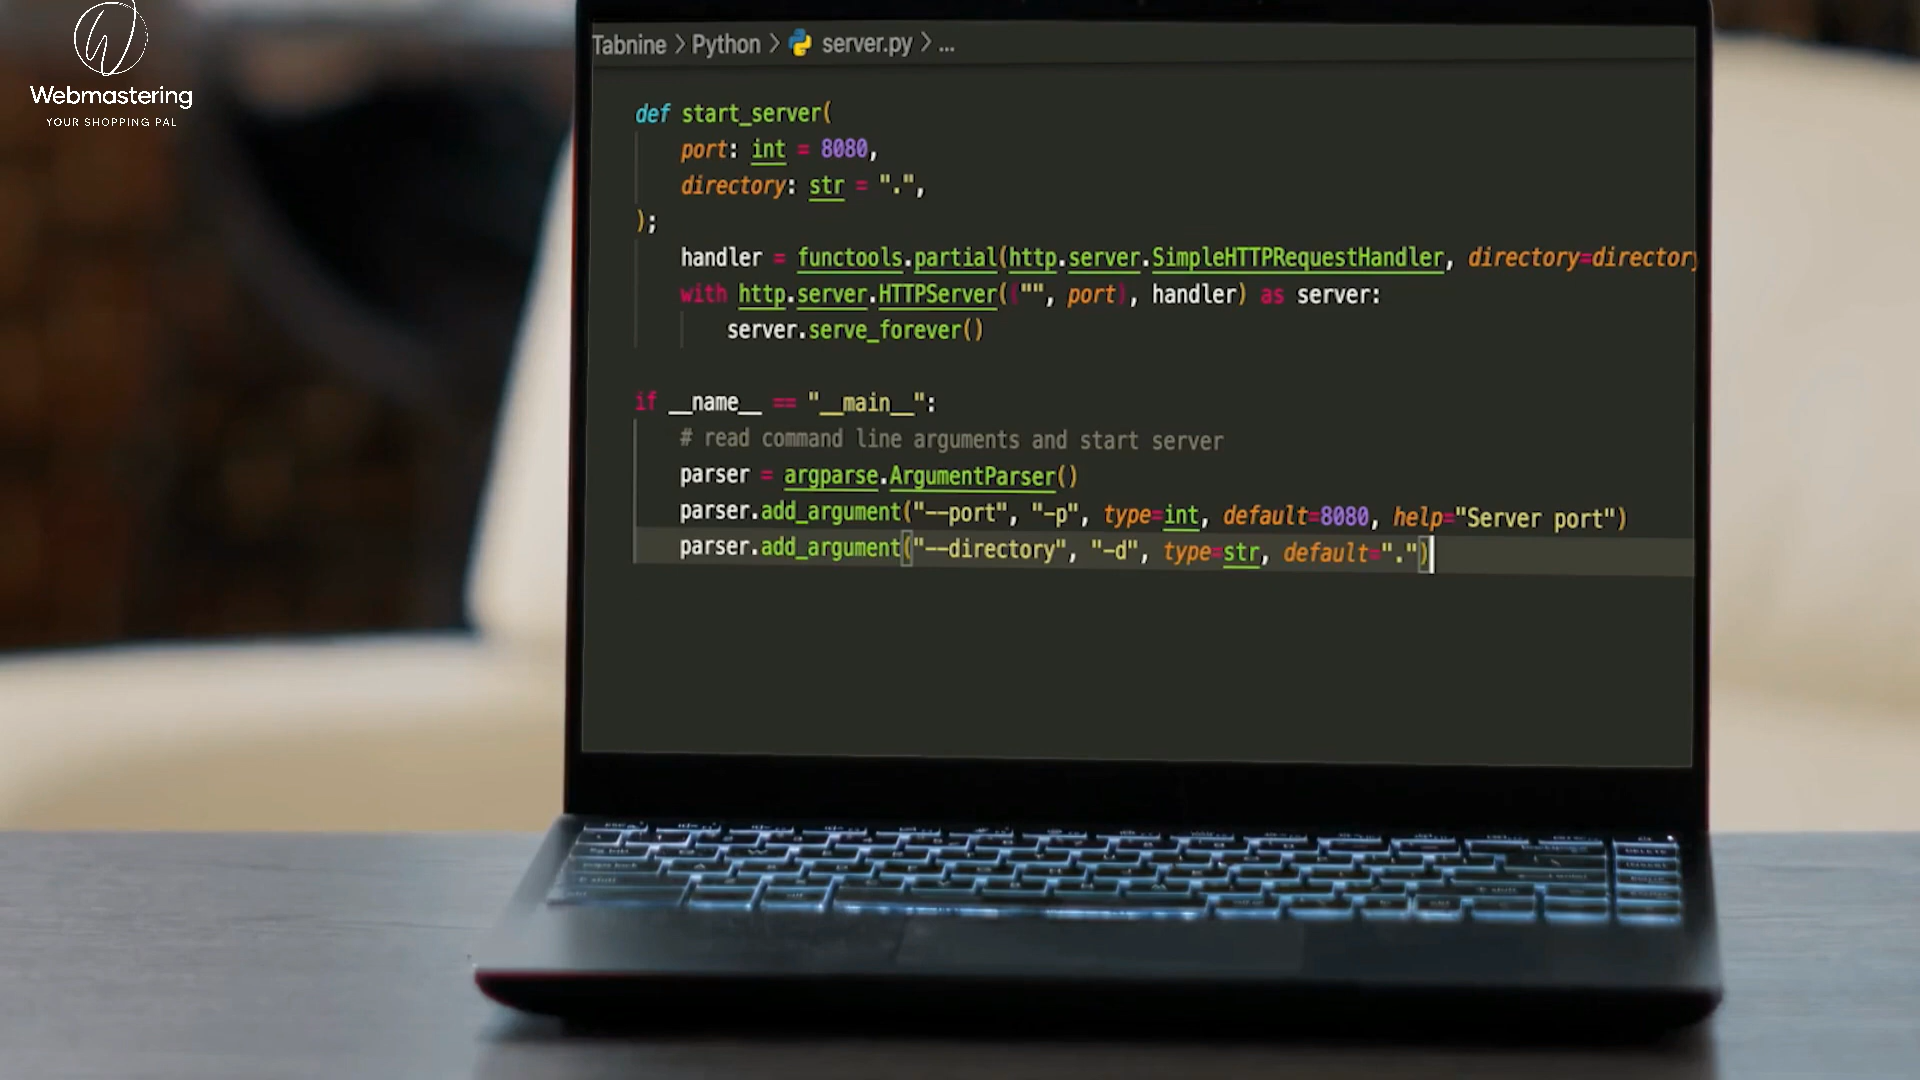 Webmastering
YOUR SHOPPING PAL
Tabnine > Python > server.py > ...
def start_server(
port: int = 8080,
directory: str = ".",
);
handler = functools.partial(http.server.SimpleHTTPRequestHandler, directory=directory
with http.server.HTTPServer(("", port), handler) as server:
server.serve_forever()
if __name__ == "__main__":
# read command line arguments and start server
parser = argparse.ArgumentParser()
parser.add_argument("--port", "-p", type=int, default=8080, help="Server port")
parser.add_argument("--directory", "-d", type=str, default=".")